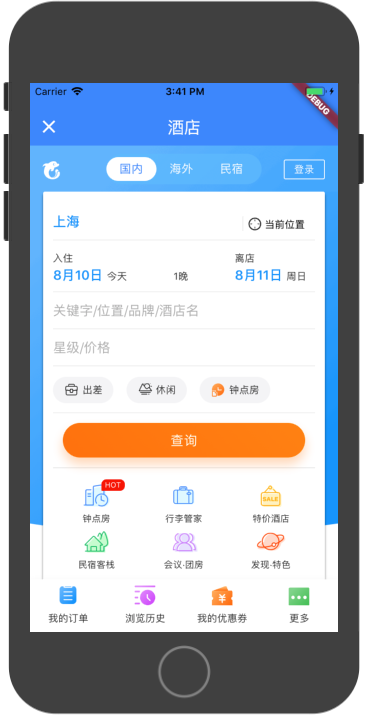 Carrier 3:41 PM
DEBUG
酒店
国内 海外 民宿 登录
上海 当前位置
入住 离店
8月10日 今天 1晚 8月11日 周日
关键字/位置/品牌/酒店名
星级/价格
出差 休闲 钟点房
查询
HOT SALE
钟点房 行李管家 特价酒店
民宿客栈 会议·团房 发现·特色
我的订单 浏览历史 我的优惠券 更多